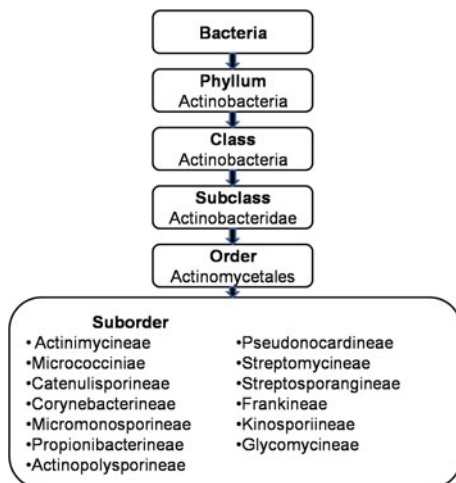 Bacteria
Phyllum
Actinobacteria
Class
Actinobacteria
Subclass
Actinobacteridae
Order
Actinomycetales
Suborder
•Actinimycineae
•Micrococciniae
•Catenulisporineae
•Corynebacterineae
•Micromonosporineae
•Propionibacterineae
•Actinopolysporineae
•Pseudonocardineae
•Streptomycineae
•Streptosporangineae
•Frankineae
•Kinosporiineae
•Glycomycineae